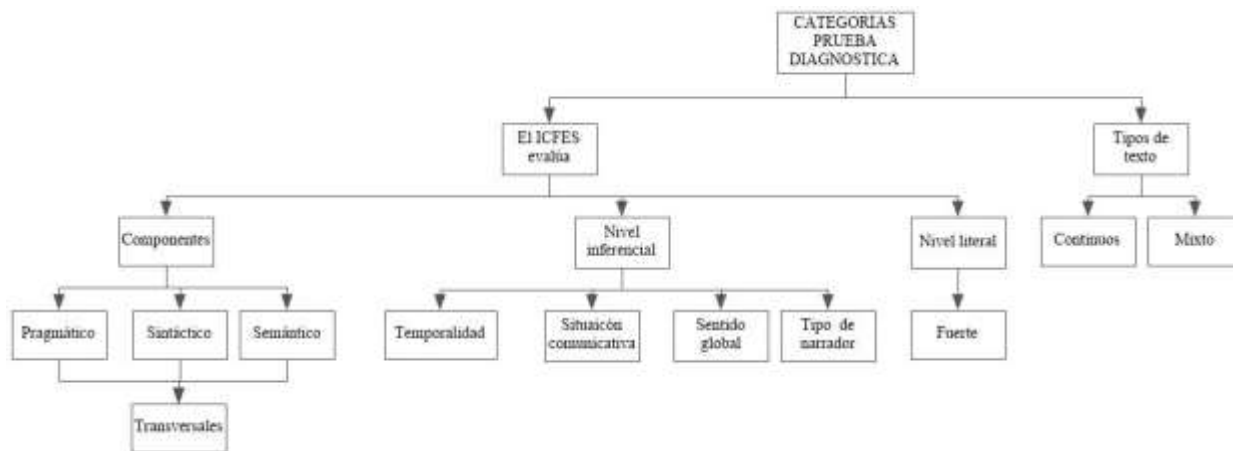 CATEGORIAS
PRUEBA
DIAGNOSTICA
El ICFES
evalúa
Tipos de
texto
Componentes
Nivel
inferencial
Nivel literal
Continuos
Mixto
Pragmático
Sintáctico
Semántico
Temporalidad
Situaicón
comunicativa
Sentido
global
Tipo de
narrador
Fuerte
Transversales